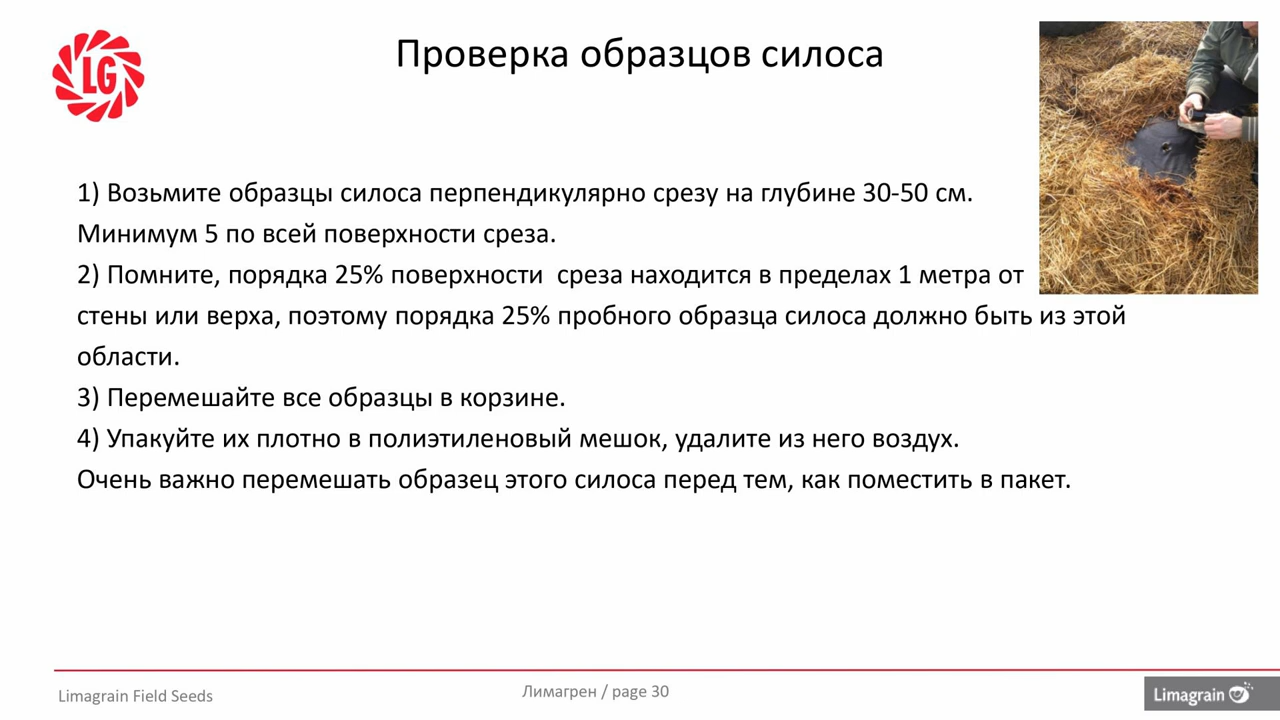 LG
Проверка образцов силоса
1) Возьмите образцы силоса перпендикулярно срезу на глубине 30-50 см.
Минимум 5 по всей поверхности среза.
2) Помните, порядка 25% поверхности  среза находится в пределах 1 метра от
стены или верха, поэтому порядка 25% пробного образца силоса должно быть из этой
области.
3) Перемешайте все образцы в корзине.
4) Упакуйте их плотно в полиэтиленовый мешок, удалите из него воздух.
Очень важно перемешать образец этого силоса перед тем, как поместить в пакет.
Limagrain Field Seeds
Лимагрен / page 30
Limagrain